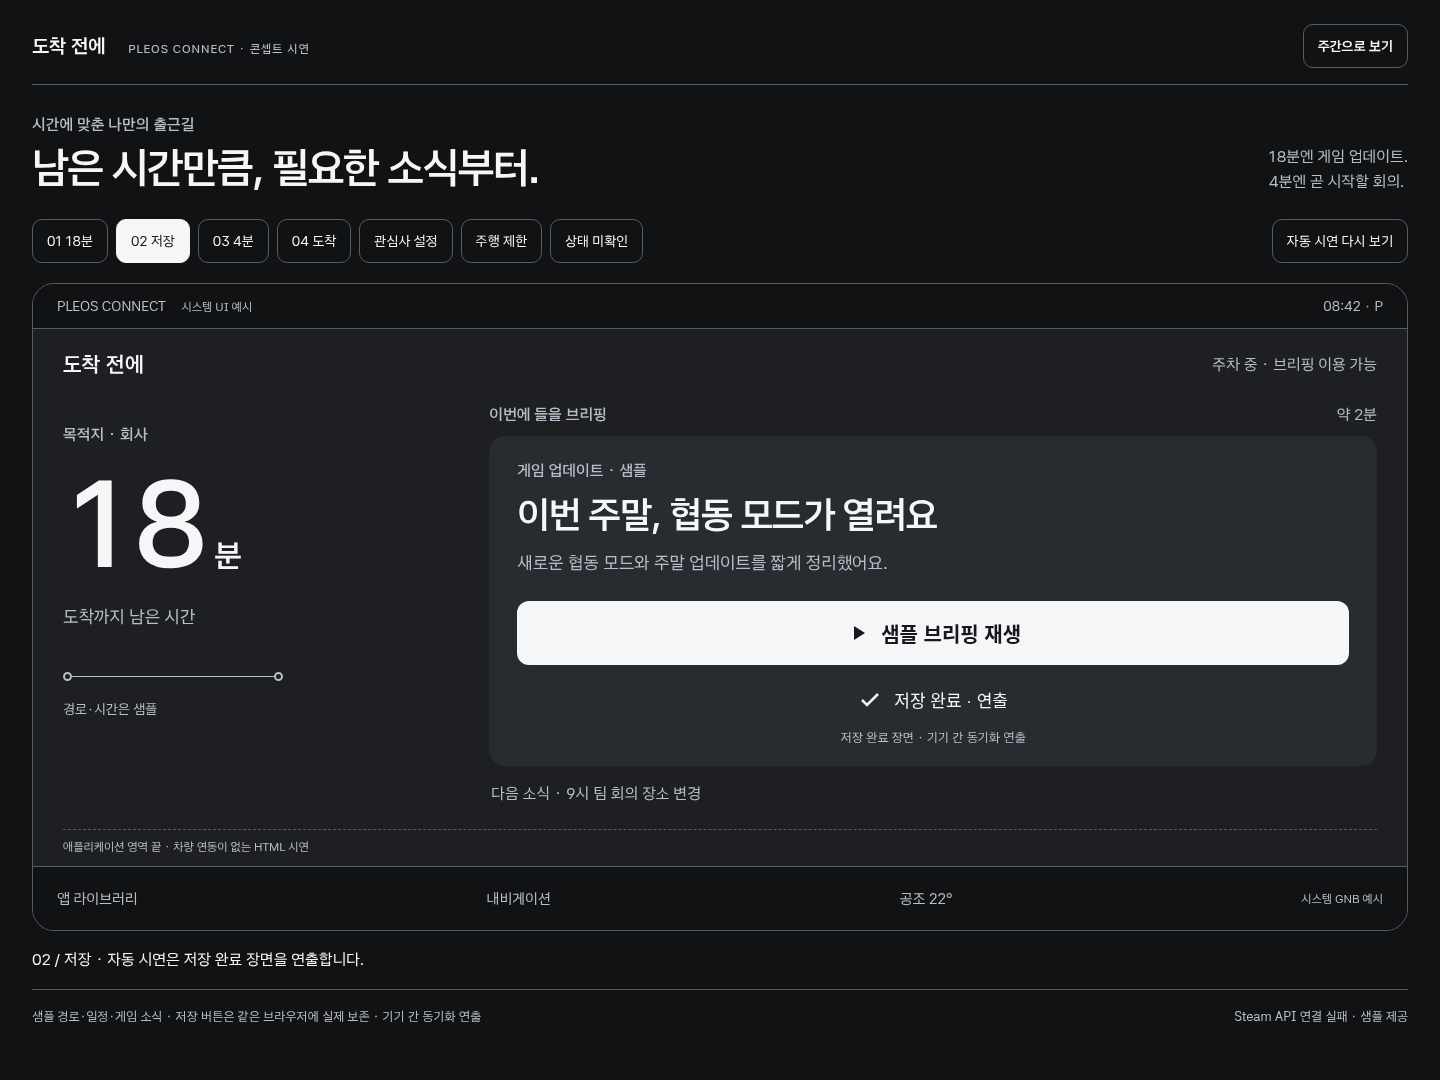 도착 전에
PLEOS CONNECT · 콘셉트 시연
주간으로 보기
시간에 맞춘 나만의 출근길
남은 시간만큼, 필요한 소식부터.
18분엔 게임 업데이트.
4분엔 곧 시작할 회의.
01 18분
02 저장
03 4분
04 도착
관심사 설정
주행 제한
상태 미확인
자동 시연 다시 보기
PLEOS CONNECT 시스템 UI 예시
08:42 · P
도착 전에
주차 중 · 브리핑 이용 가능
목적지 · 회사
18분
도착까지 남은 시간
경로·시간은 샘플
이번에 들을 브리핑
약 2분
게임 업데이트 · 샘플
이번 주말, 협동 모드가 열려요
새로운 협동 모드와 주말 업데이트를 짧게 정리했어요.
샘플 브리핑 재생
저장 완료 · 연출
저장 완료 장면 · 기기 간 동기화 연출
다음 소식 · 9시 팀 회의 장소 변경
애플리케이션 영역 끝 · 차량 연동이 없는 HTML 시연
앱 라이브러리
내비게이션
공조 22°
시스템 GNB 예시
02 / 저장 · 자동 시연은 저장 완료 장면을 연출합니다.
샘플 경로·일정·게임 소식 · 저장 버튼은 같은 브라우저에 실제 보존 · 기기 간 동기화 연출
Steam API 연결 실패 · 샘플 제공